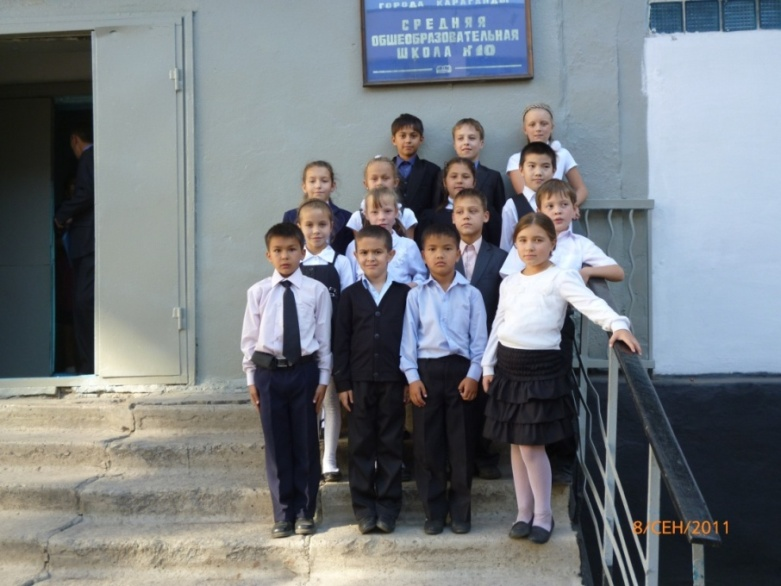 ГОРОДА КАРАГАНДЫ
СРЕДНЯЯ
ОБЩЕОБРАЗОВАТЕЛЬНАЯ
ШКОЛА №10
8/СЕН/2011